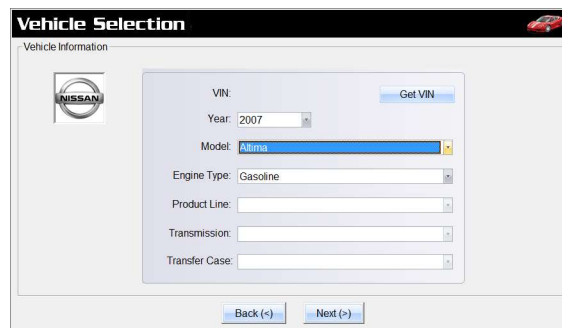 Vehicle Selection
Vehicle Information
NISSAN
VIN:
Get VIN
Year: 2007
Model: Altima
Engine Type: Gasoline
Product Line:
Transmission:
Transfer Case:
Back (<)
Next (>)